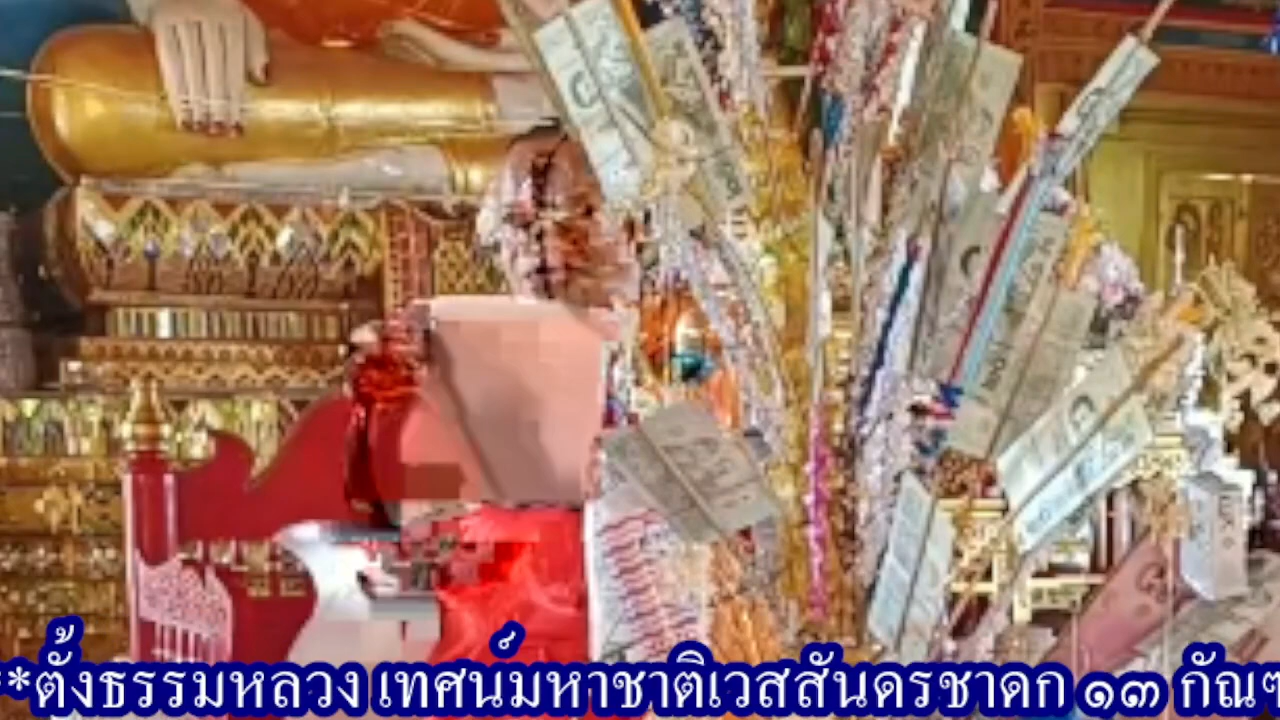 **ตั้งธรรมหลวง เทศน์มหาชาติเวสสันดรชาดก ๑๓ กัณฑ